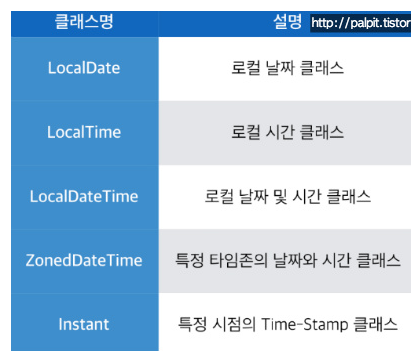 클래스명 설명 http://palpit.tistor
LocalDate 로컬 날짜 클래스
LocalTime 로컬 시간 클래스
LocalDateTime 로컬 날짜 및 시간 클래스
ZonedDateTime 특정 타임존의 날짜와 시간 클래스
Instant 특정 시점의 Time-Stamp 클래스